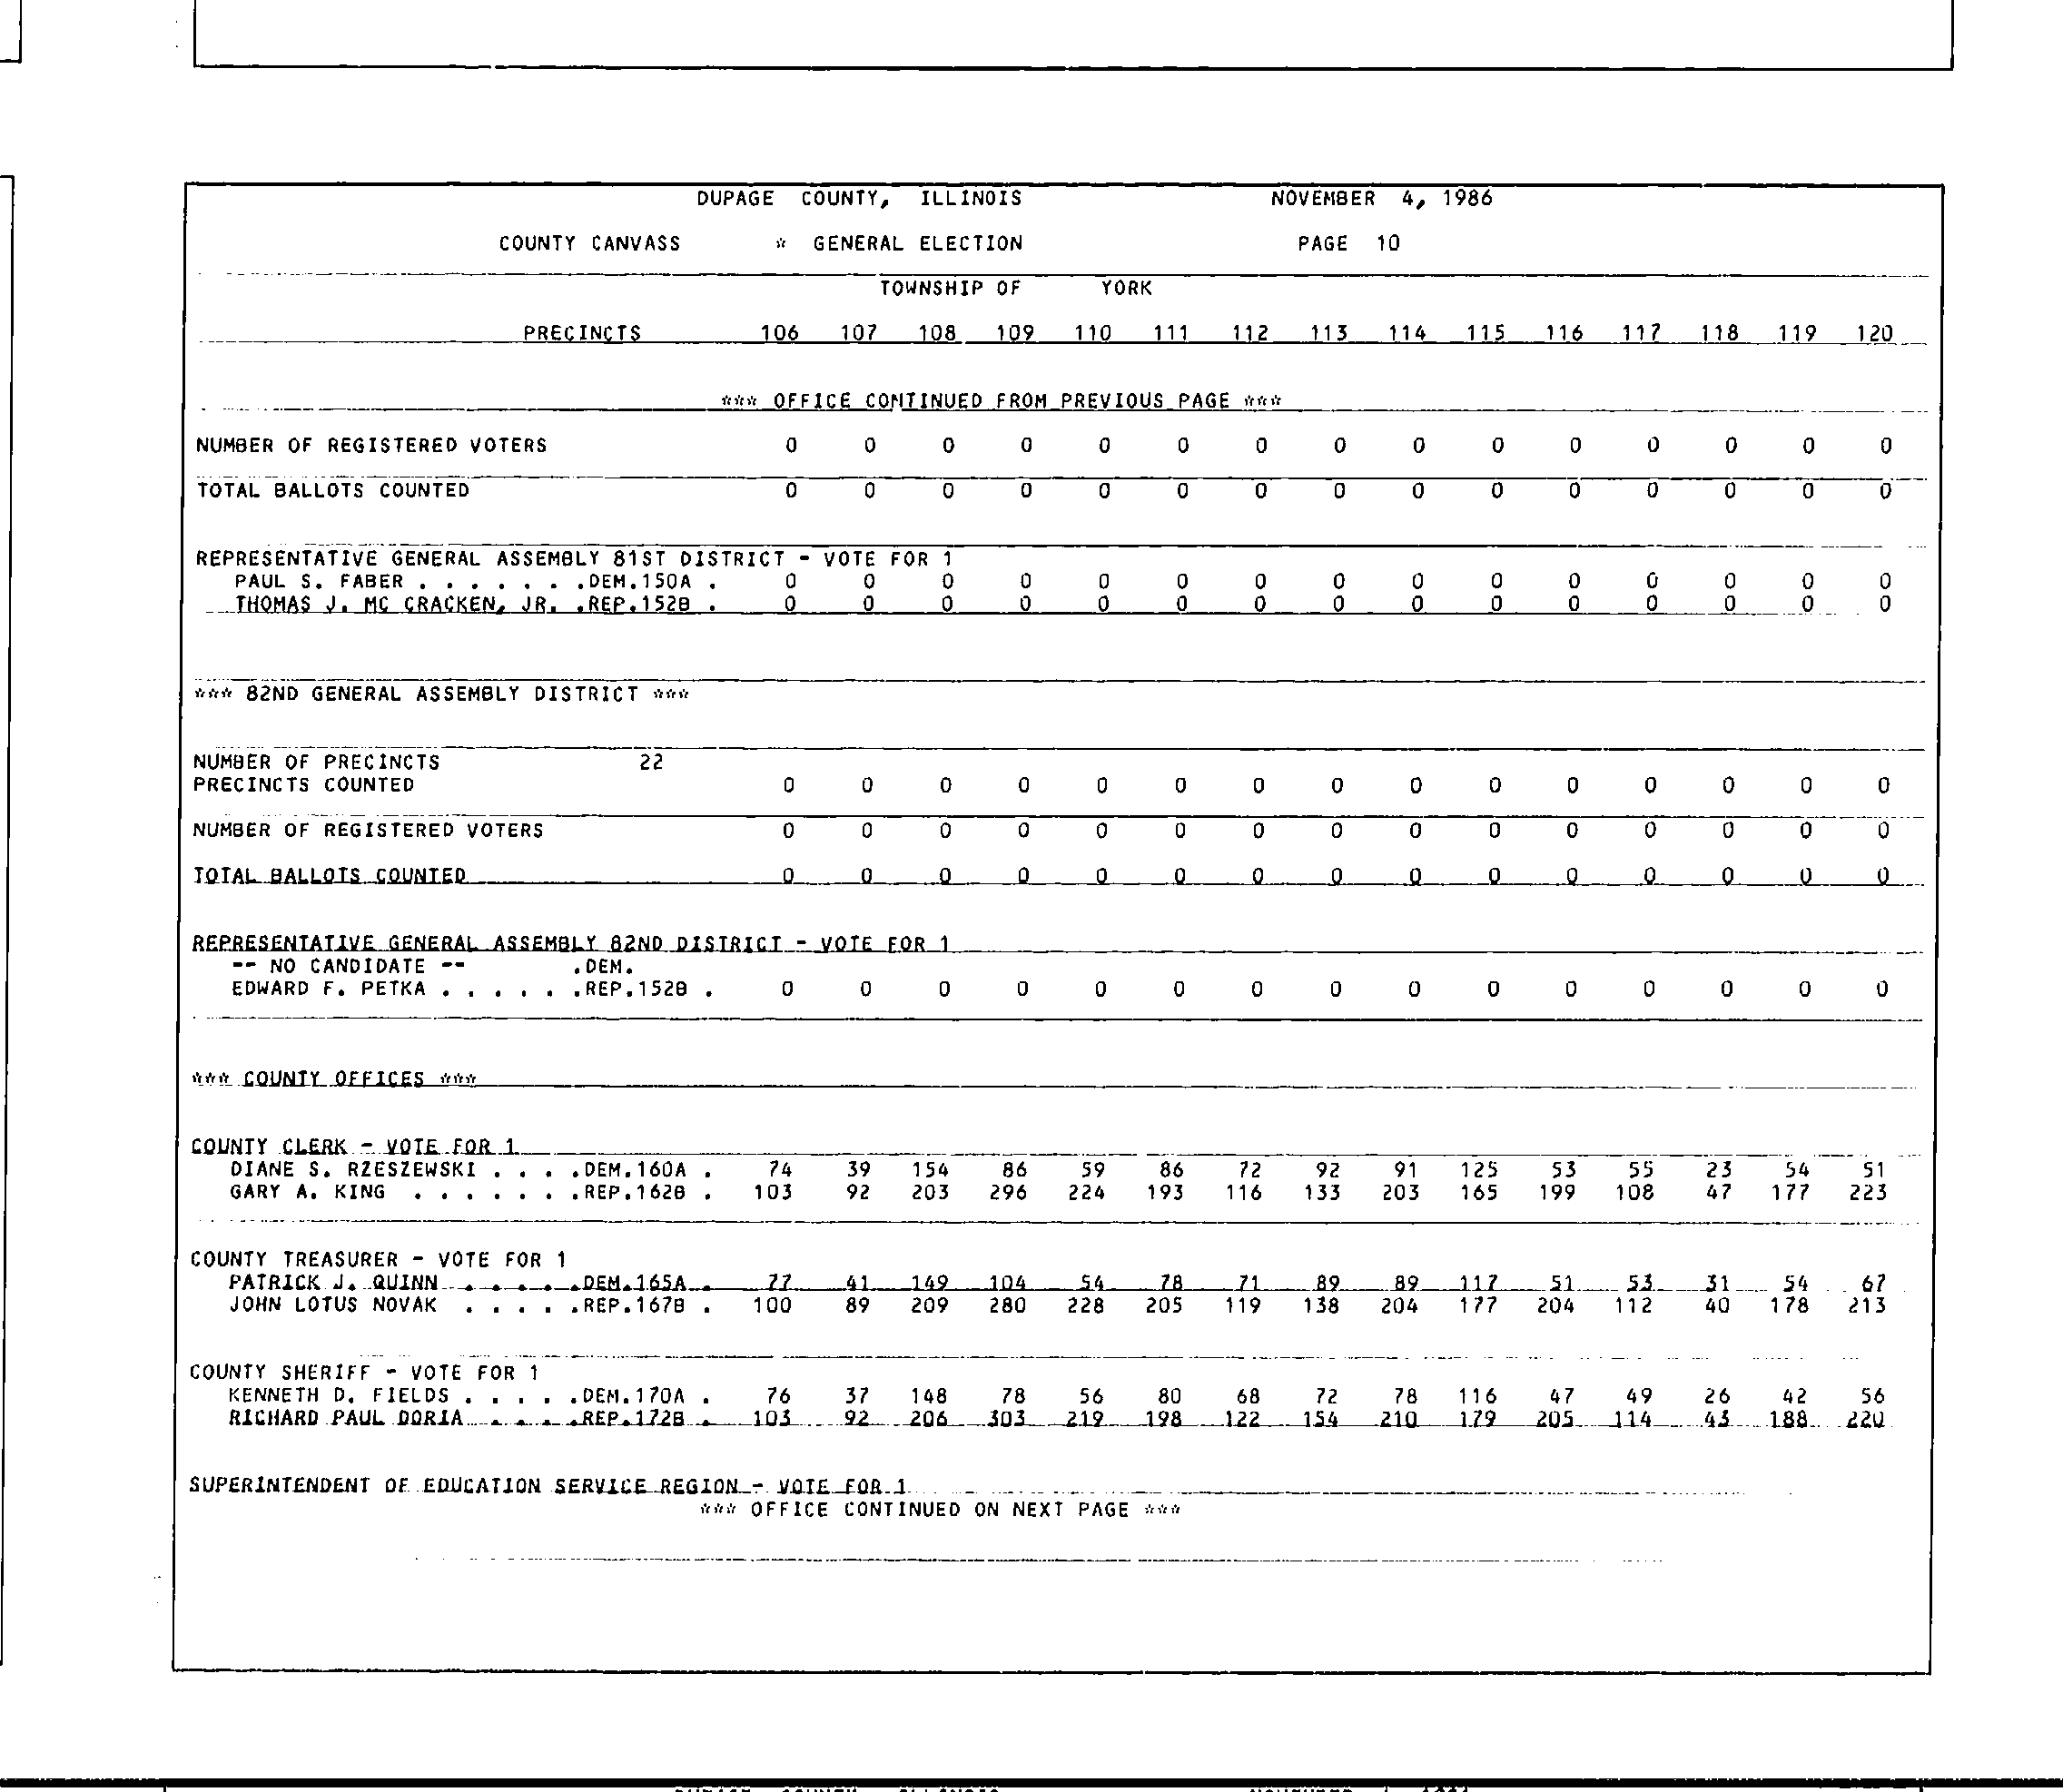 DUPAGE COUNTY, ILLINOIS NOVEMBER 4, 1986
COUNTY CANVASS * GENERAL ELECTION PAGE 10
TOWNSHIP OF YORK
PRECINCTS 106 107 108 109 110 111 112 113 114 115 116 117 118 119 120
*** OFFICE CONTINUED FROM PREVIOUS PAGE ***
NUMBER OF REGISTERED VOTERS 0 0 0 0 0 0 0 0 0 0 0 0 0 0 0
TOTAL BALLOTS COUNTED 0 0 0 0 0 0 0 0 0 0 0 0 0 0 0
REPRESENTATIVE GENERAL ASSEMBLY 81ST DISTRICT - VOTE FOR 1
PAUL S. FABER . . . . . . .DEM.150A . 0 0 0 0 0 0 0 0 0 0 0 0 0 0 0
THOMAS J. MC CRACKEN, JR. .REP.152B . 0 0 0 0 0 0 0 0 0 0 0 0 0 0 0
*** 82ND GENERAL ASSEMBLY DISTRICT ***
NUMBER OF PRECINCTS 22
PRECINCTS COUNTED 0 0 0 0 0 0 0 0 0 0 0 0 0 0 0
NUMBER OF REGISTERED VOTERS 0 0 0 0 0 0 0 0 0 0 0 0 0 0 0
TOTAL BALLOTS COUNTED 0 0 0 0 0 0 0 0 0 0 0 0 0 0 0
REPRESENTATIVE GENERAL ASSEMBLY 82ND DISTRICT - VOTE FOR 1
-- NO CANDIDATE -- .DEM.
EDWARD F. PETKA . . . . . .REP.152B . 0 0 0 0 0 0 0 0 0 0 0 0 0 0 0
*** COUNTY OFFICES ***
COUNTY CLERK - VOTE FOR 1
DIANE S. RZESZEWSKI . . . .DEM.160A . 74 39 154 86 59 86 72 92 91 125 53 55 23 54 51
GARY A. KING . . . . . . .REP.162B . 103 92 203 296 224 193 116 133 203 165 199 108 47 177 223
COUNTY TREASURER - VOTE FOR 1
PATRICK J. QUINN . . . . .DEM.165A . 77 41 149 104 54 78 71 89 89 117 51 53 31 54 67
JOHN LOTUS NOVAK . . . . .REP.167B . 100 89 209 280 228 205 119 138 204 177 204 112 40 178 213
COUNTY SHERIFF - VOTE FOR 1
KENNETH D. FIELDS . . . . .DEM.170A . 76 37 148 78 56 80 68 72 78 116 47 49 26 42 56
RICHARD PAUL DORIA . . . .REP.172B . 103 92 206 303 219 198 122 154 210 179 205 114 43 188 220
SUPERINTENDENT OF EDUCATION SERVICE REGION - VOTE FOR 1
*** OFFICE CONTINUED ON NEXT PAGE ***